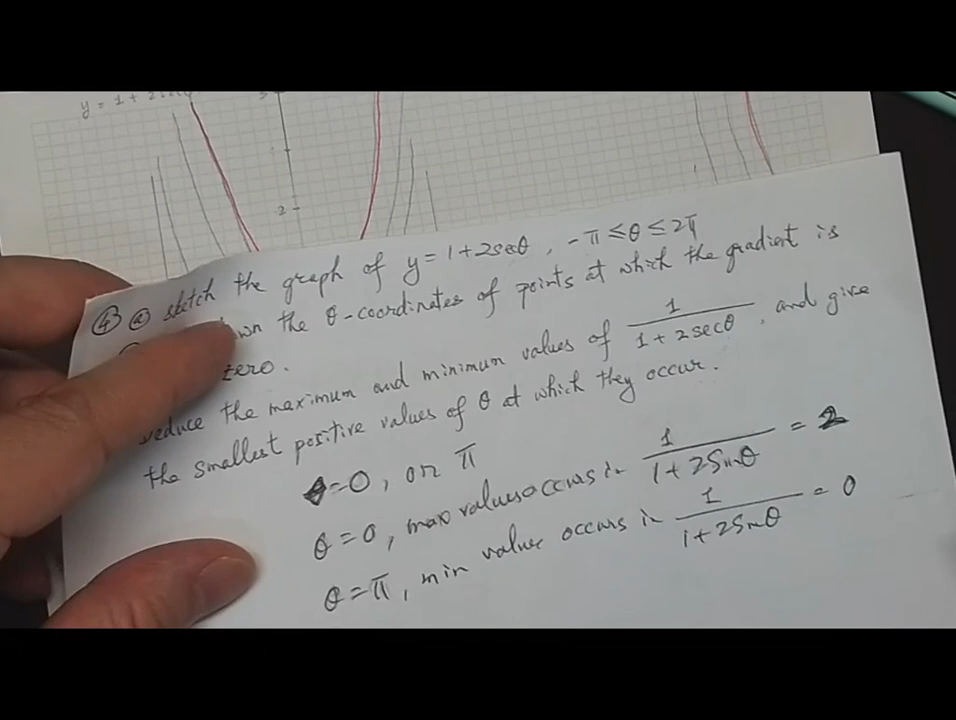 y = 1 + 2
2
④ ⓐ sketch the graph of y = 1+2secθ, -π ≤ θ ≤ 2π
wn the θ-coordinates of points at which the gradient is
zero.
deduce the maximum and minimum values of 1/(1+2secθ), and give
the smallest positive values of θ at which they occur.
=0, or π
θ=0, max values occurs in 1/(1+2Sinθ) = 2
θ=π, min value occurs in 1/(1+2Sinθ) = 0